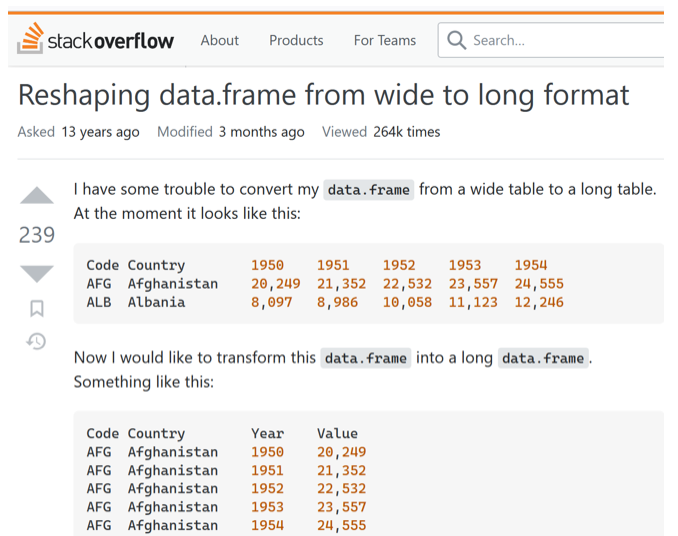 stackoverflow About Products For Teams Search...
Reshaping data.frame from wide to long format
Asked 13 years ago Modified 3 months ago Viewed 264k times
I have some trouble to convert my data.frame from a wide table to a long table.
At the moment it looks like this:
239
Code Country 1950 1951 1952 1953 1954
AFG Afghanistan 20,249 21,352 22,532 23,557 24,555
ALB Albania 8,097 8,986 10,058 11,123 12,246
Now I would like to transform this data.frame into a long data.frame.
Something like this:
Code Country Year Value
AFG Afghanistan 1950 20,249
AFG Afghanistan 1951 21,352
AFG Afghanistan 1952 22,532
AFG Afghanistan 1953 23,557
AFG Afghanistan 1954 24,555